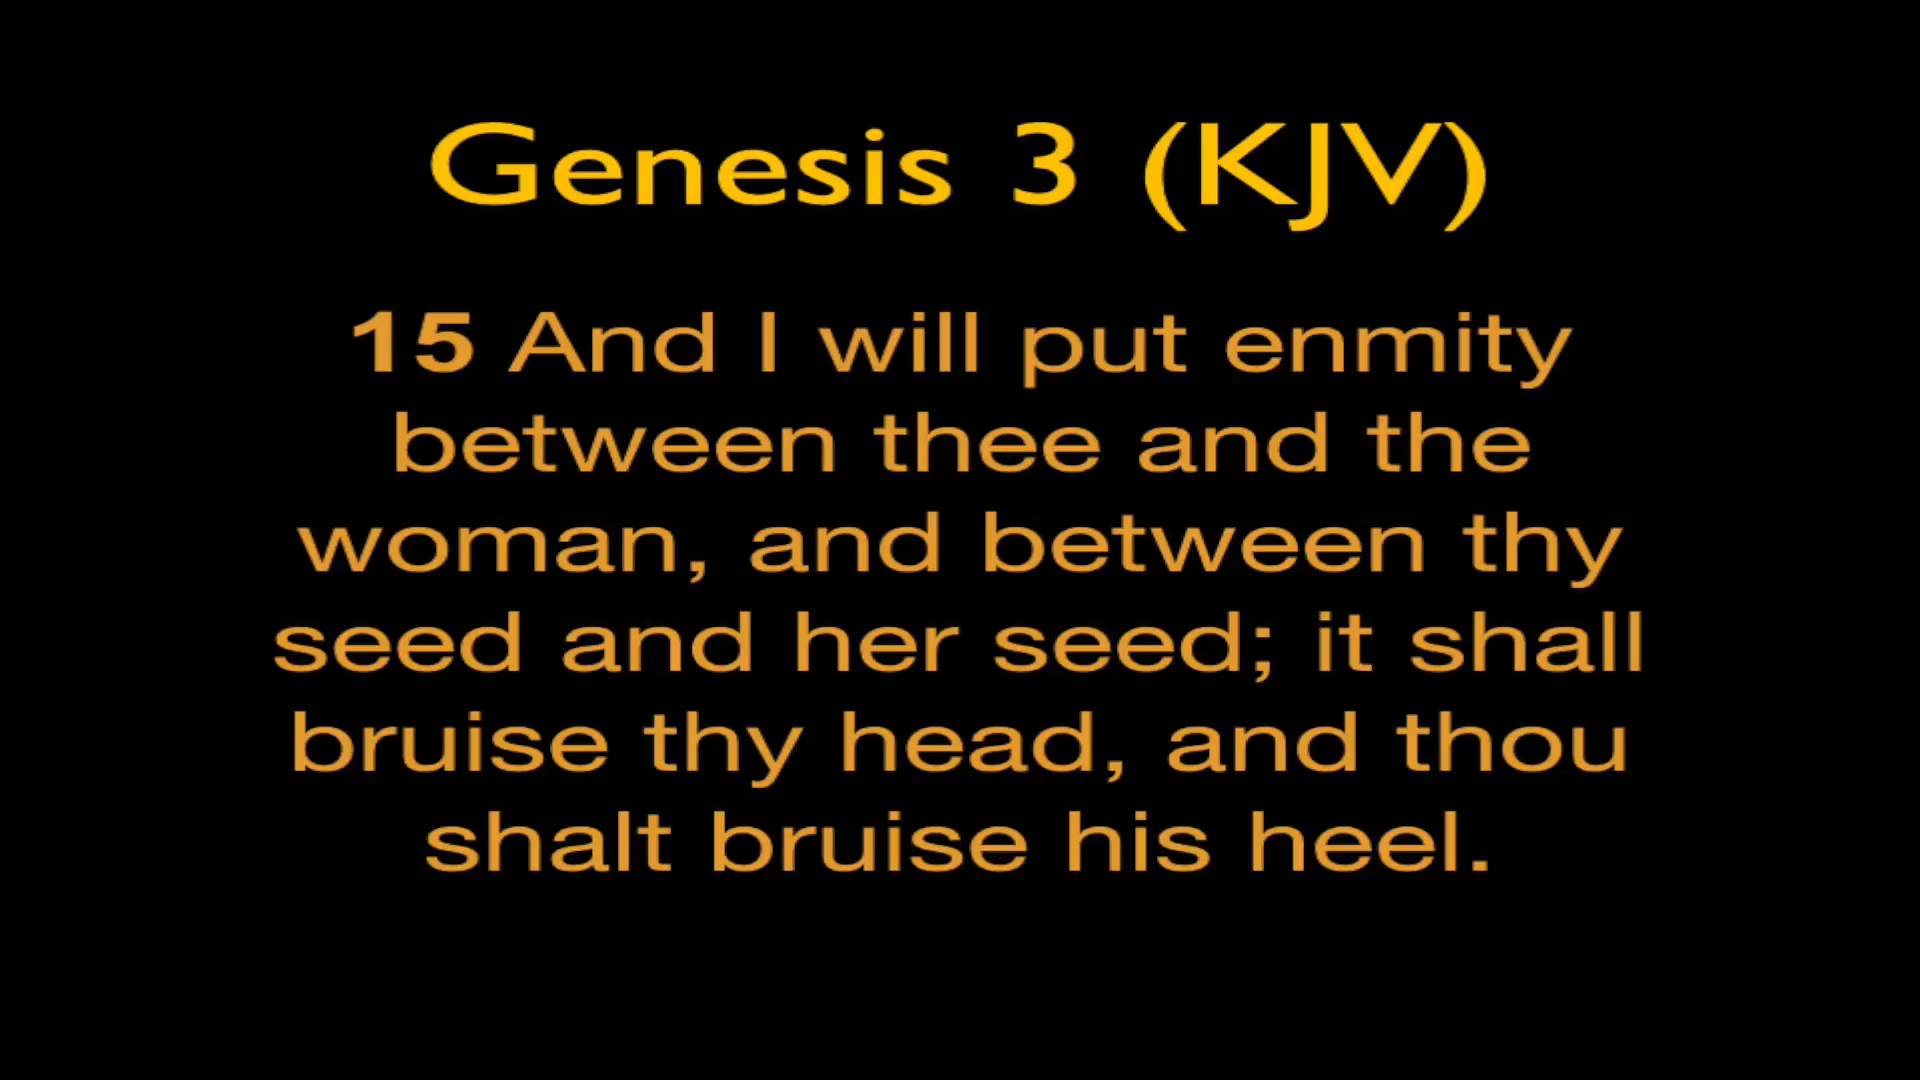 Genesis 3 (KJV)
15 And I will put enmity
between thee and the
woman, and between thy
seed and her seed; it shall
bruise thy head, and thou
shalt bruise his heel.